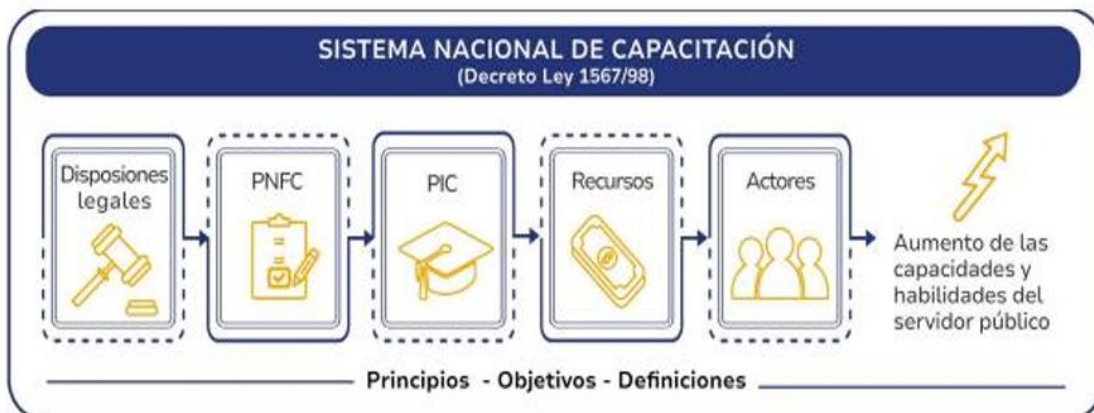 SISTEMA NACIONAL DE CAPACITACIÓN
(Decreto Ley 1567/98)
Disposiones
legales
PNFC
PIC
Recursos
Actores
Aumento de las
capacidades y
habilidades del
servidor público
Principios - Objetivos - Definiciones